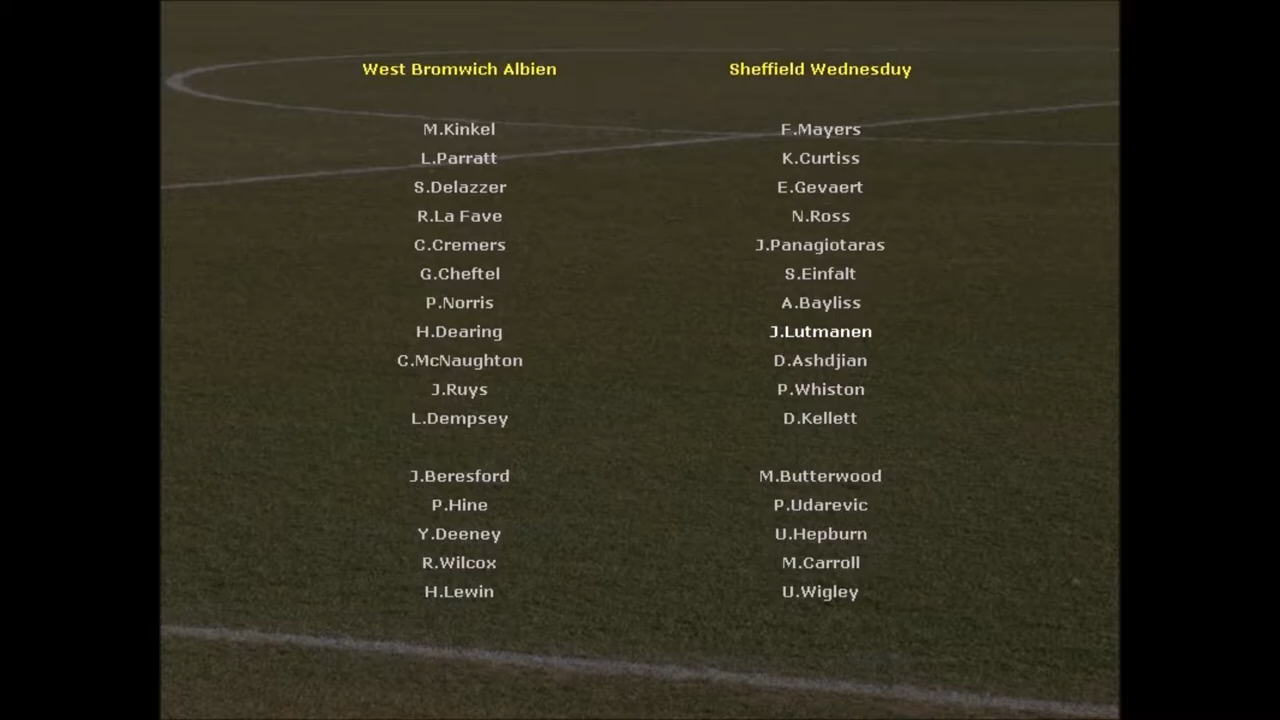 West Bromwich Albien
M.Kinkel
L.Parratt
S.Delazzer
R.La Fave
C.Cremers
G.Cheftel
P.Norris
H.Dearing
C.McNaughton
J.Ruys
L.Dempsey
J.Beresford
P.Hine
Y.Deeney
R.Wilcox
H.Lewin
Sheffield Wednesduy
F.Mayers
K.Curtiss
E.Gevaert
N.Ross
J.Panagiotaras
S.Einfalt
A.Bayliss
J.Lutmanen
D.Ashdjian
P.Whiston
D.Kellett
M.Butterwood
P.Udarevic
U.Hepburn
M.Carroll
U.Wigley